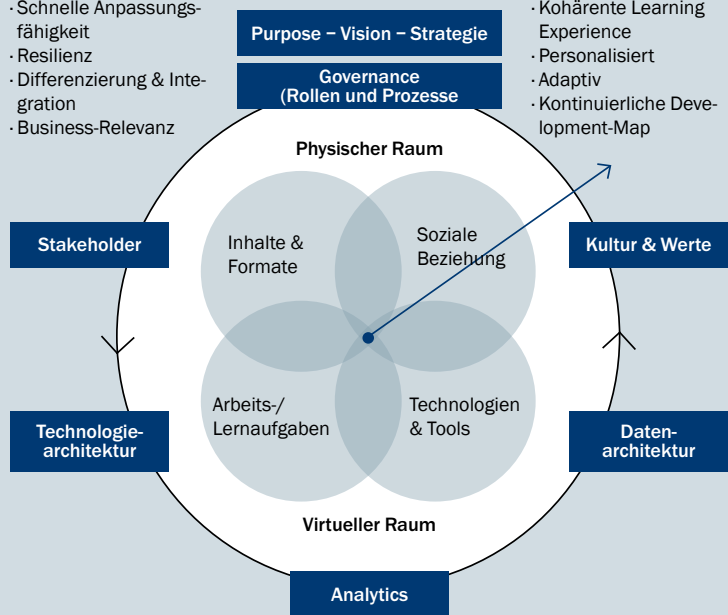 · Schnelle Anpassungs-
fähigkeit
· Resilienz
· Differenzierung & Inte-
gration
· Business-Relevanz
Purpose – Vision – Strategie
Governance
(Rollen und Prozesse
· Kohärente Learning
Experience
· Personalisiert
· Adaptiv
· Kontinuierliche Deve-
lopment-Map
Physischer Raum
Stakeholder
Inhalte &
Formate
Soziale
Beziehung
Kultur & Werte
Technologie-
architektur
Arbeits-/
Lernaufgaben
Technologien
& Tools
Daten-
architektur
Virtueller Raum
Analytics